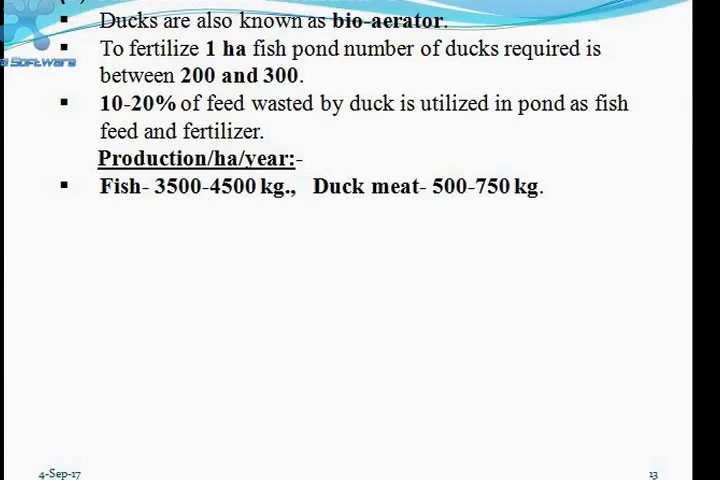 ▪ Ducks are also known as bio-aerator.
▪ To fertilize 1 ha fish pond number of ducks required is
between 200 and 300.
Software
▪ 10-20% of feed wasted by duck is utilized in pond as fish
feed and fertilizer.
Production/ha/year:-
▪ Fish- 3500-4500 kg., Duck meat- 500-750 kg.
4-Sep-17
13